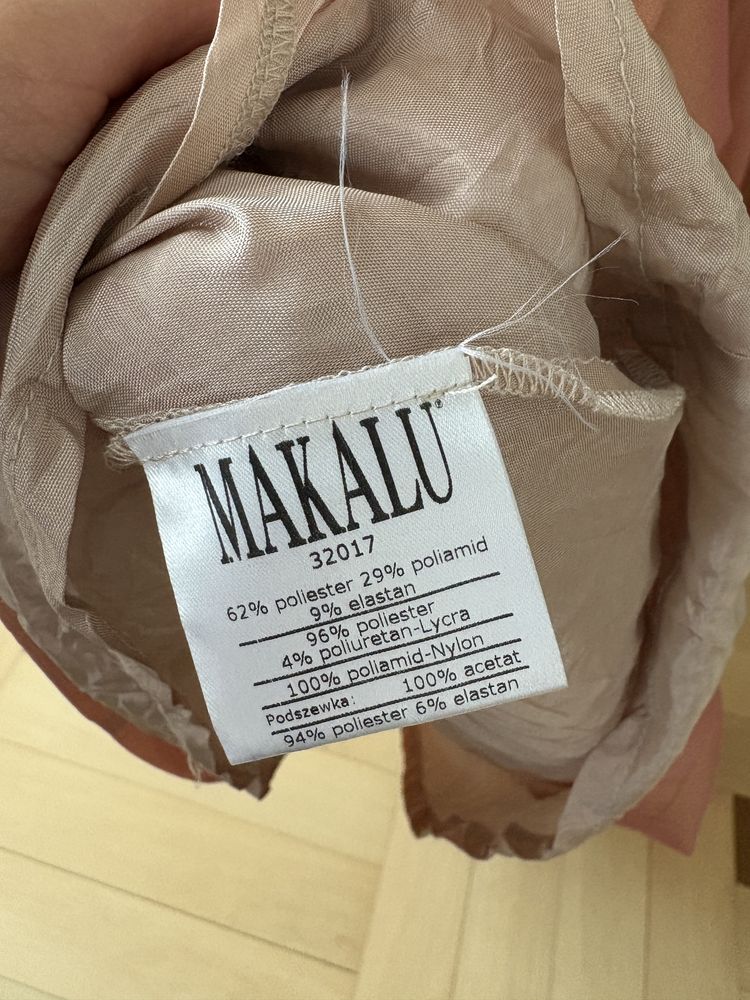 MAKALU®
32017
62% poliester 29% poliamid
9% elastan
96% poliester
4% poliuretan-Lycra
100% poliamid-Nylon
Podszewka: 100% acetat
94% poliester 6% elastan